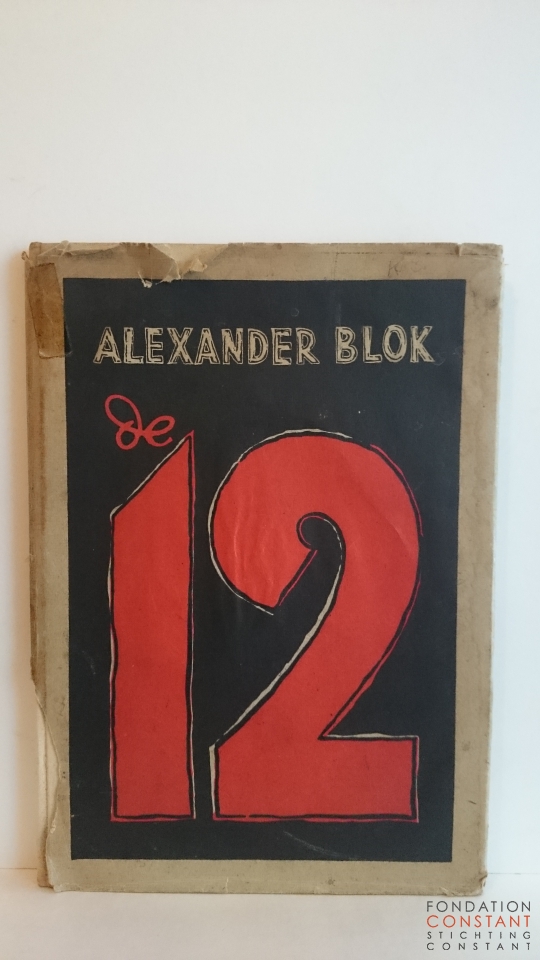 ALEXANDER BLOK
de
12
FONDATION
CONSTANT
STICHTING
CONSTANT